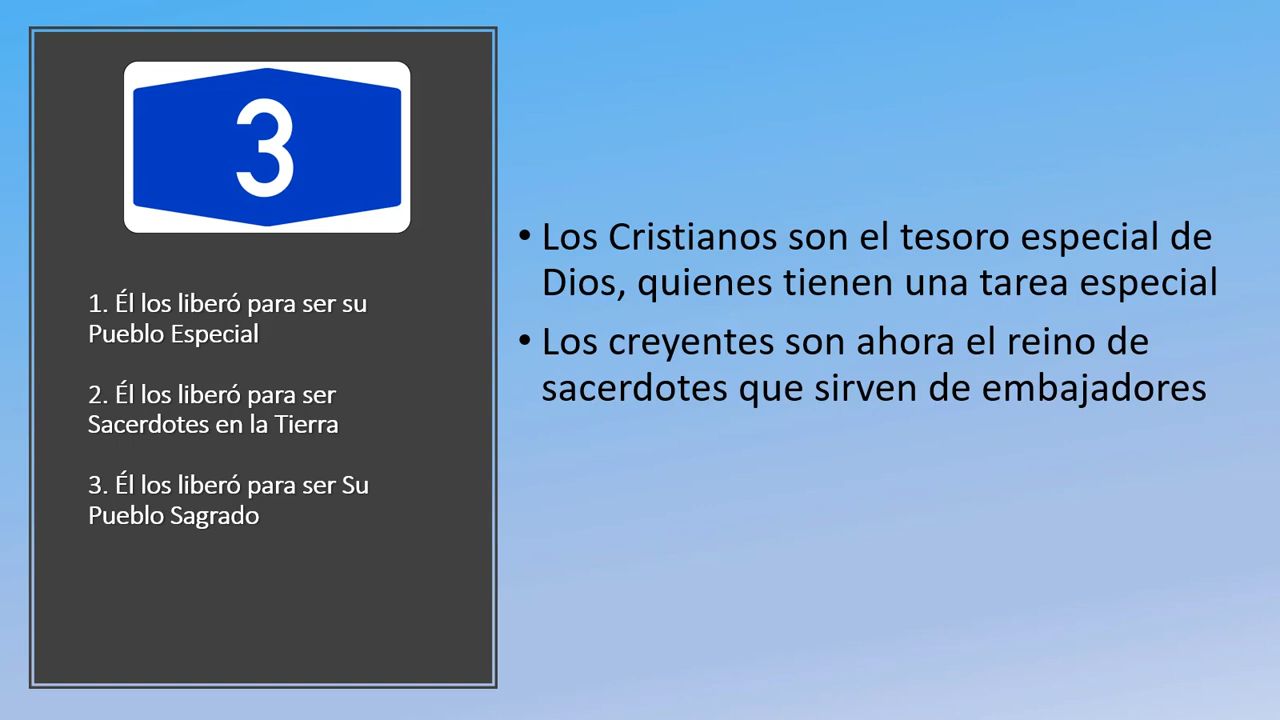 3
1. Él los liberó para ser su
Pueblo Especial
2. Él los liberó para ser
Sacerdotes en la Tierra
3. Él los liberó para ser Su
Pueblo Sagrado
• Los Cristianos son el tesoro especial de
Dios, quienes tienen una tarea especial
• Los creyentes son ahora el reino de
sacerdotes que sirven de embajadores